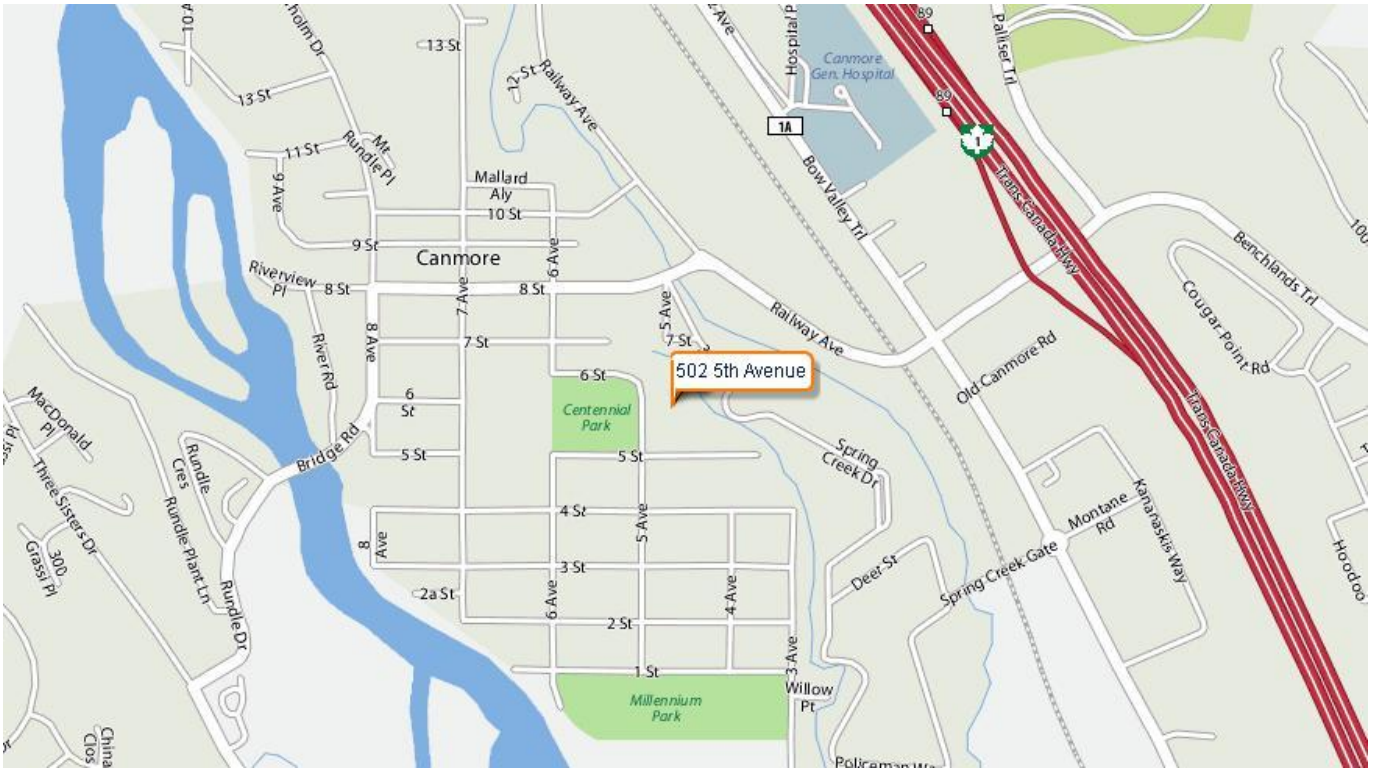 89
13 St
Palliser Trl
Hospital P
Canmore
Gen. Hospital
12 St
Railway Ave
13 St
89
1A
1
11 St
Mt
Rundle Pl
9 Ave
Mallard
Aly
10 St
Bow Valley Trl
Trans Canada Hwy
9 St
Canmore
6 Ave
Benchlands Trl
Riverview
Pl
8 St
7 Ave
8 St
5 Ave
Railway Ave
Cougar Point Rd
River Rd
8 Ave
7 St
7 St
502 5th Avenue
Old Canmore Rd
6 St
Centennial
Park
6
St
MacDonald
Pl
Bridge Rd
5 St
5 St
Spring
Creek Dr
Trans Canada Hwy
Rundle
Cres
Three Sisters Dr
Rundle Plant Ln
4 St
5 Ave
Kananaskis Way
Montane
Rd
8
Ave
3 St
Deer St
Spring Creek Gate
300
Grassi Pl
Hoodoo
Rundle Dr
2a St
6 Ave
4 Ave
2 St
1 St
3 Ave
Willow
Pt
Millennium
Park
China
Clos